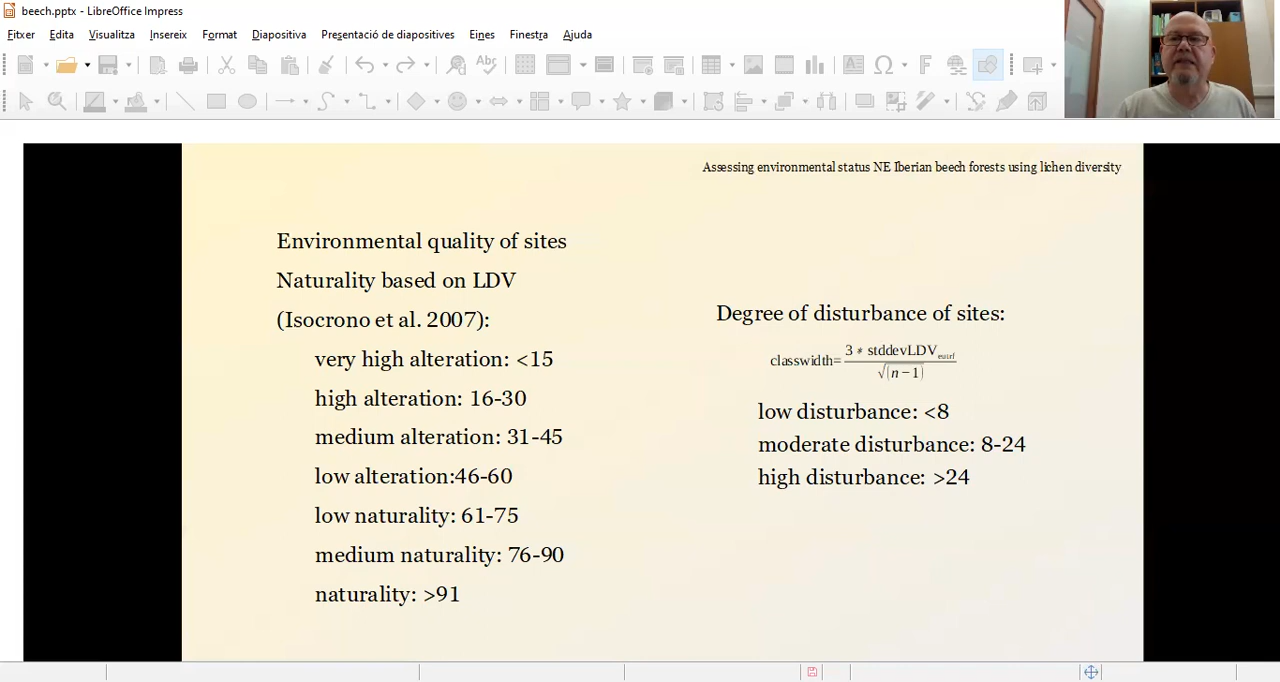 beech.pptx - LibreOffice Impress
Fitxer Edita Visualitza Insereix Format Diapositiva Presentació de diapositives Eines Finestra Ajuda
Assessing environmental status NE Iberian beech forests using lichen diversity
Environmental quality of sites
Naturality based on LDV
(Isocrono et al. 2007):
very high alteration: <15
high alteration: 16-30
medium alteration: 31-45
low alteration:46-60
low naturality: 61-75
medium naturality: 76-90
naturality: >91
Degree of disturbance of sites:
classwidth= 3 * stddevLDV eutrf / √(n−1)
low disturbance: <8
moderate disturbance: 8-24
high disturbance: >24